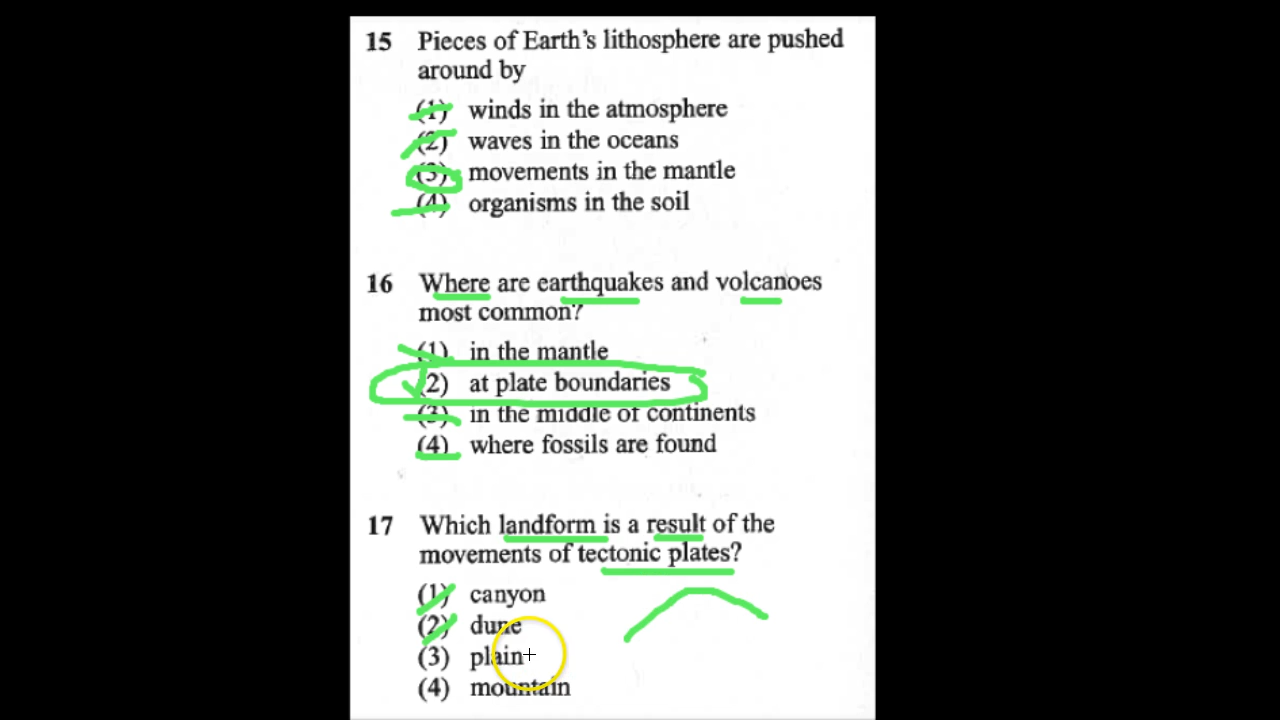 15 Pieces of Earth's lithosphere are pushed
around by
(1) winds in the atmosphere
(2) waves in the oceans
(3) movements in the mantle
(4) organisms in the soil
16 Where are earthquakes and volcanoes
most common?
(1) in the mantle
(2) at plate boundaries
(3) in the middle of continents
(4) where fossils are found
17 Which landform is a result of the
movements of tectonic plates?
(1) canyon
(2) dune
(3) plain
(4) mountain